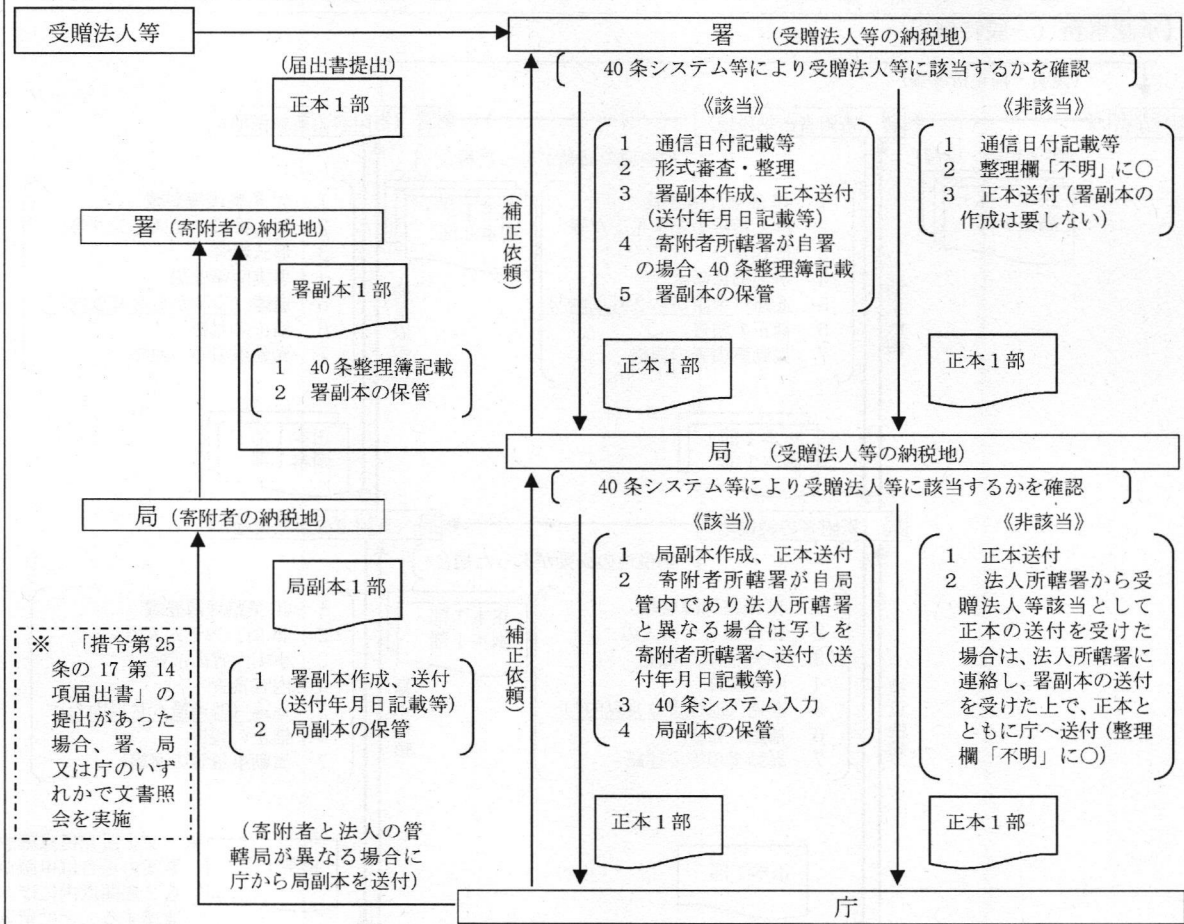 受贈法人等
署 (受贈法人等の納税地)
(届出書提出)
正本1部
40条システム等により受贈法人等に該当するかを確認
《該当》
1 通信日付記載等
2 形式審査・整理
3 署副本作成、正本送付
(送付年月日記載等)
4 寄附者所轄署が自署
の場合、40条整理簿記載
5 署副本の保管
《非該当》
1 通信日付記載等
2 整理欄「不明」に○
3 正本送付(署副本の
作成は要しない)
(補正依頼)
署(寄附者の納税地)
署副本1部
1 40条整理簿記載
2 署副本の保管
正本1部
正本1部
局 (受贈法人等の納税地)
40条システム等により受贈法人等に該当するかを確認
《該当》
1 局副本作成、正本送付
2 寄附者所轄署が自局
管内であり法人所轄署
と異なる場合は写しを
寄附者所轄署へ送付(送
付年月日記載等)
3 40条システム入力
4 局副本の保管
《非該当》
1 正本送付
2 法人所轄署から受
贈法人等該当として
正本の送付を受けた
場合は、法人所轄署に
連絡し、署副本の送付
を受けた上で、正本と
ともに庁へ送付(整理
欄「不明」に○)
(補正依頼)
局(寄附者の納税地)
局副本1部
1 署副本作成、送付
(送付年月日記載等)
2 局副本の保管
※ 「措令第25
条の17第14
項届出書」の
提出があった
場合、署、局
又は庁のいず
れかで文書照
会を実施
(寄附者と法人の管
轄局が異なる場合に
庁から局副本を送付)
正本1部
正本1部
庁